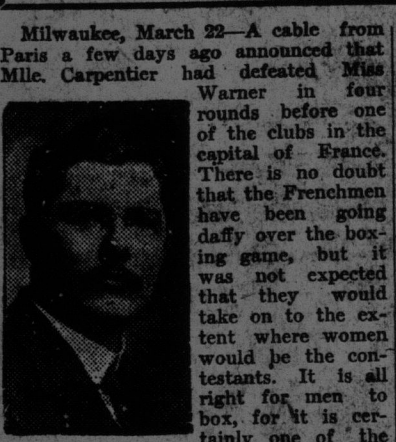 Milwaukee, March 22—A cable from
Paris a few days ago announced that
Mlle. Carpentier had defeated Miss
Warner in four
rounds before one
of the clubs in the
capital of France.
There is no doubt
that the Frenchmen
have been going
daffy over the box-
ing game, but it
was not expected
that they would
take on to the ex-
tent where women
would be the con-
testants. It is all
right for men to
box, for it is cer-
tainly one of the